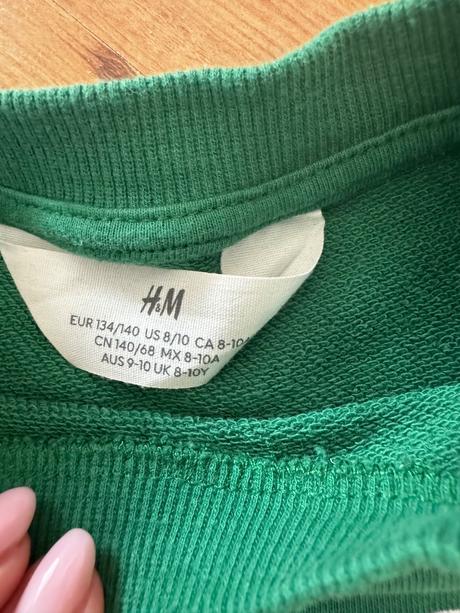 H&M
EUR 134/140 US 8/10 CA 8-10
CN 140/68 MX 8-10A
AUS 9-10 UK 8-10Y